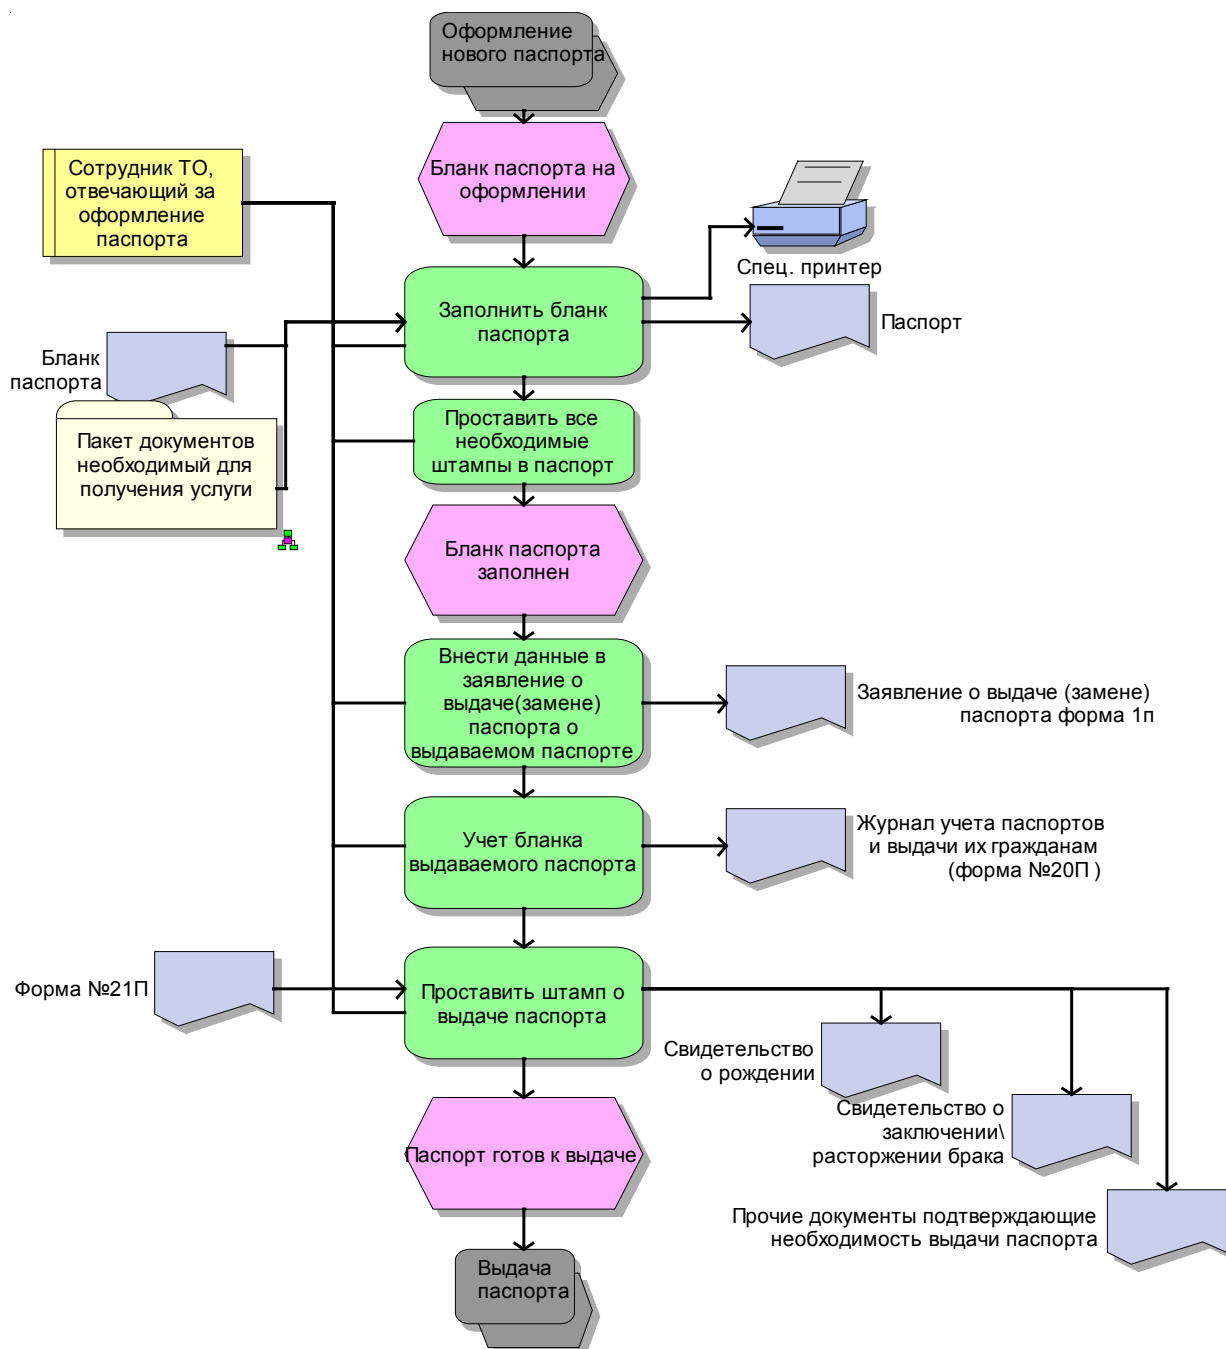 Оформление
нового паспорта
Бланк паспорта на
оформлении
Сотрудник ТО,
отвечающий за
оформление
паспорта
Спец. принтер
Заполнить бланк
паспорта
Паспорт
Бланк
паспорта
Проставить все
необходимые
штампы в паспорт
Пакет документов
необходимый для
получения услуги
Бланк паспорта
заполнен
Внести данные в
заявление о
выдаче(замене)
паспорта о
выдаваемом паспорте
Заявление о выдаче (замене)
паспорта форма 1п
Учет бланка
выдаваемого паспорта
Журнал учета паспортов
и выдачи их гражданам
(форма №20П )
Форма №21П
Проставить штамп о
выдаче паспорта
Свидетельство
о рождении
Свидетельство о
заключении\
расторжении брака
Паспорт готов к выдаче
Прочие документы подтверждающие
необходимость выдачи паспорта
Выдача
паспорта